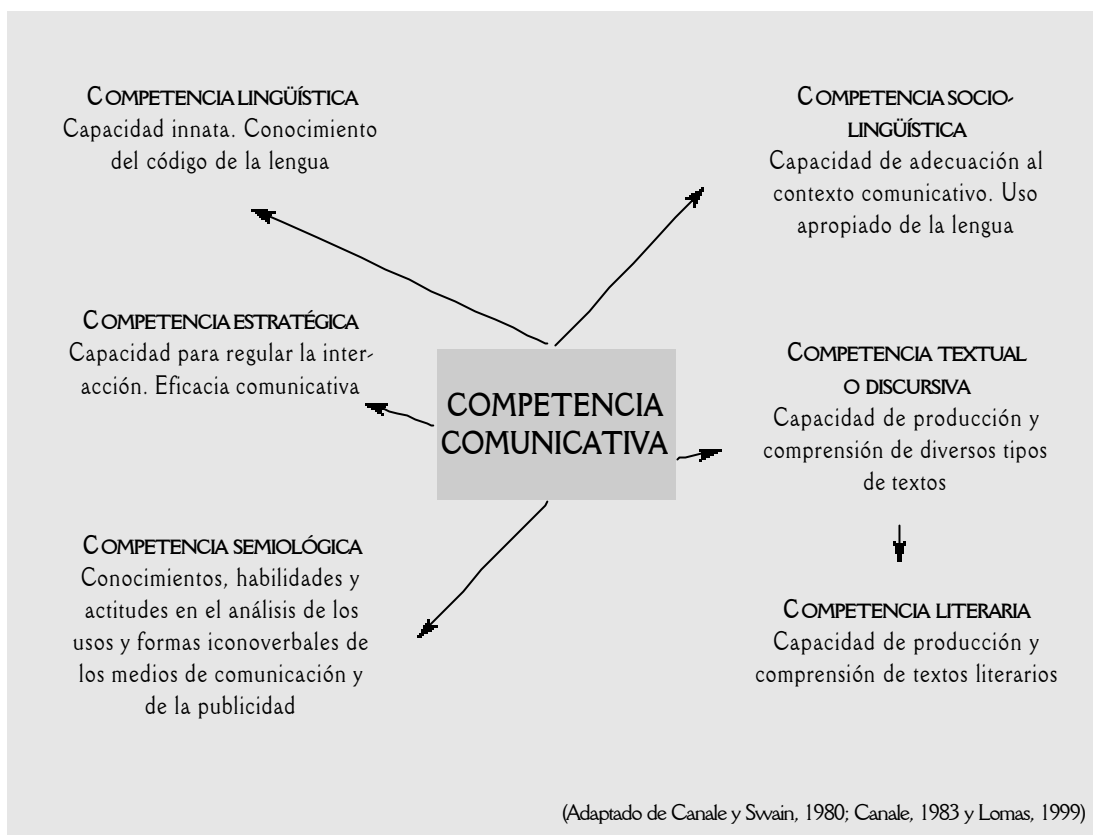 COMPETENCIA LINGÜÍSTICA
Capacidad innata. Conocimiento
del código de la lengua
COMPETENCIA SOCIO-
LINGÜÍSTICA
Capacidad de adecuación al
contexto comunicativo. Uso
apropiado de la lengua
COMPETENCIA ESTRATÉGICA
Capacidad para regular la inter-
acción. Eficacia comunicativa
COMPETENCIA
COMUNICATIVA
COMPETENCIA TEXTUAL
O DISCURSIVA
Capacidad de producción y
comprensión de diversos tipos
de textos
COMPETENCIA SEMIOLÓGICA
Conocimientos, habilidades y
actitudes en el análisis de los
usos y formas iconoverbales de
los medios de comunicación y
de la publicidad
COMPETENCIA LITERARIA
Capacidad de producción y
comprensión de textos literarios
(Adaptado de Canale y Swain, 1980; Canale, 1983 y Lomas, 1999)